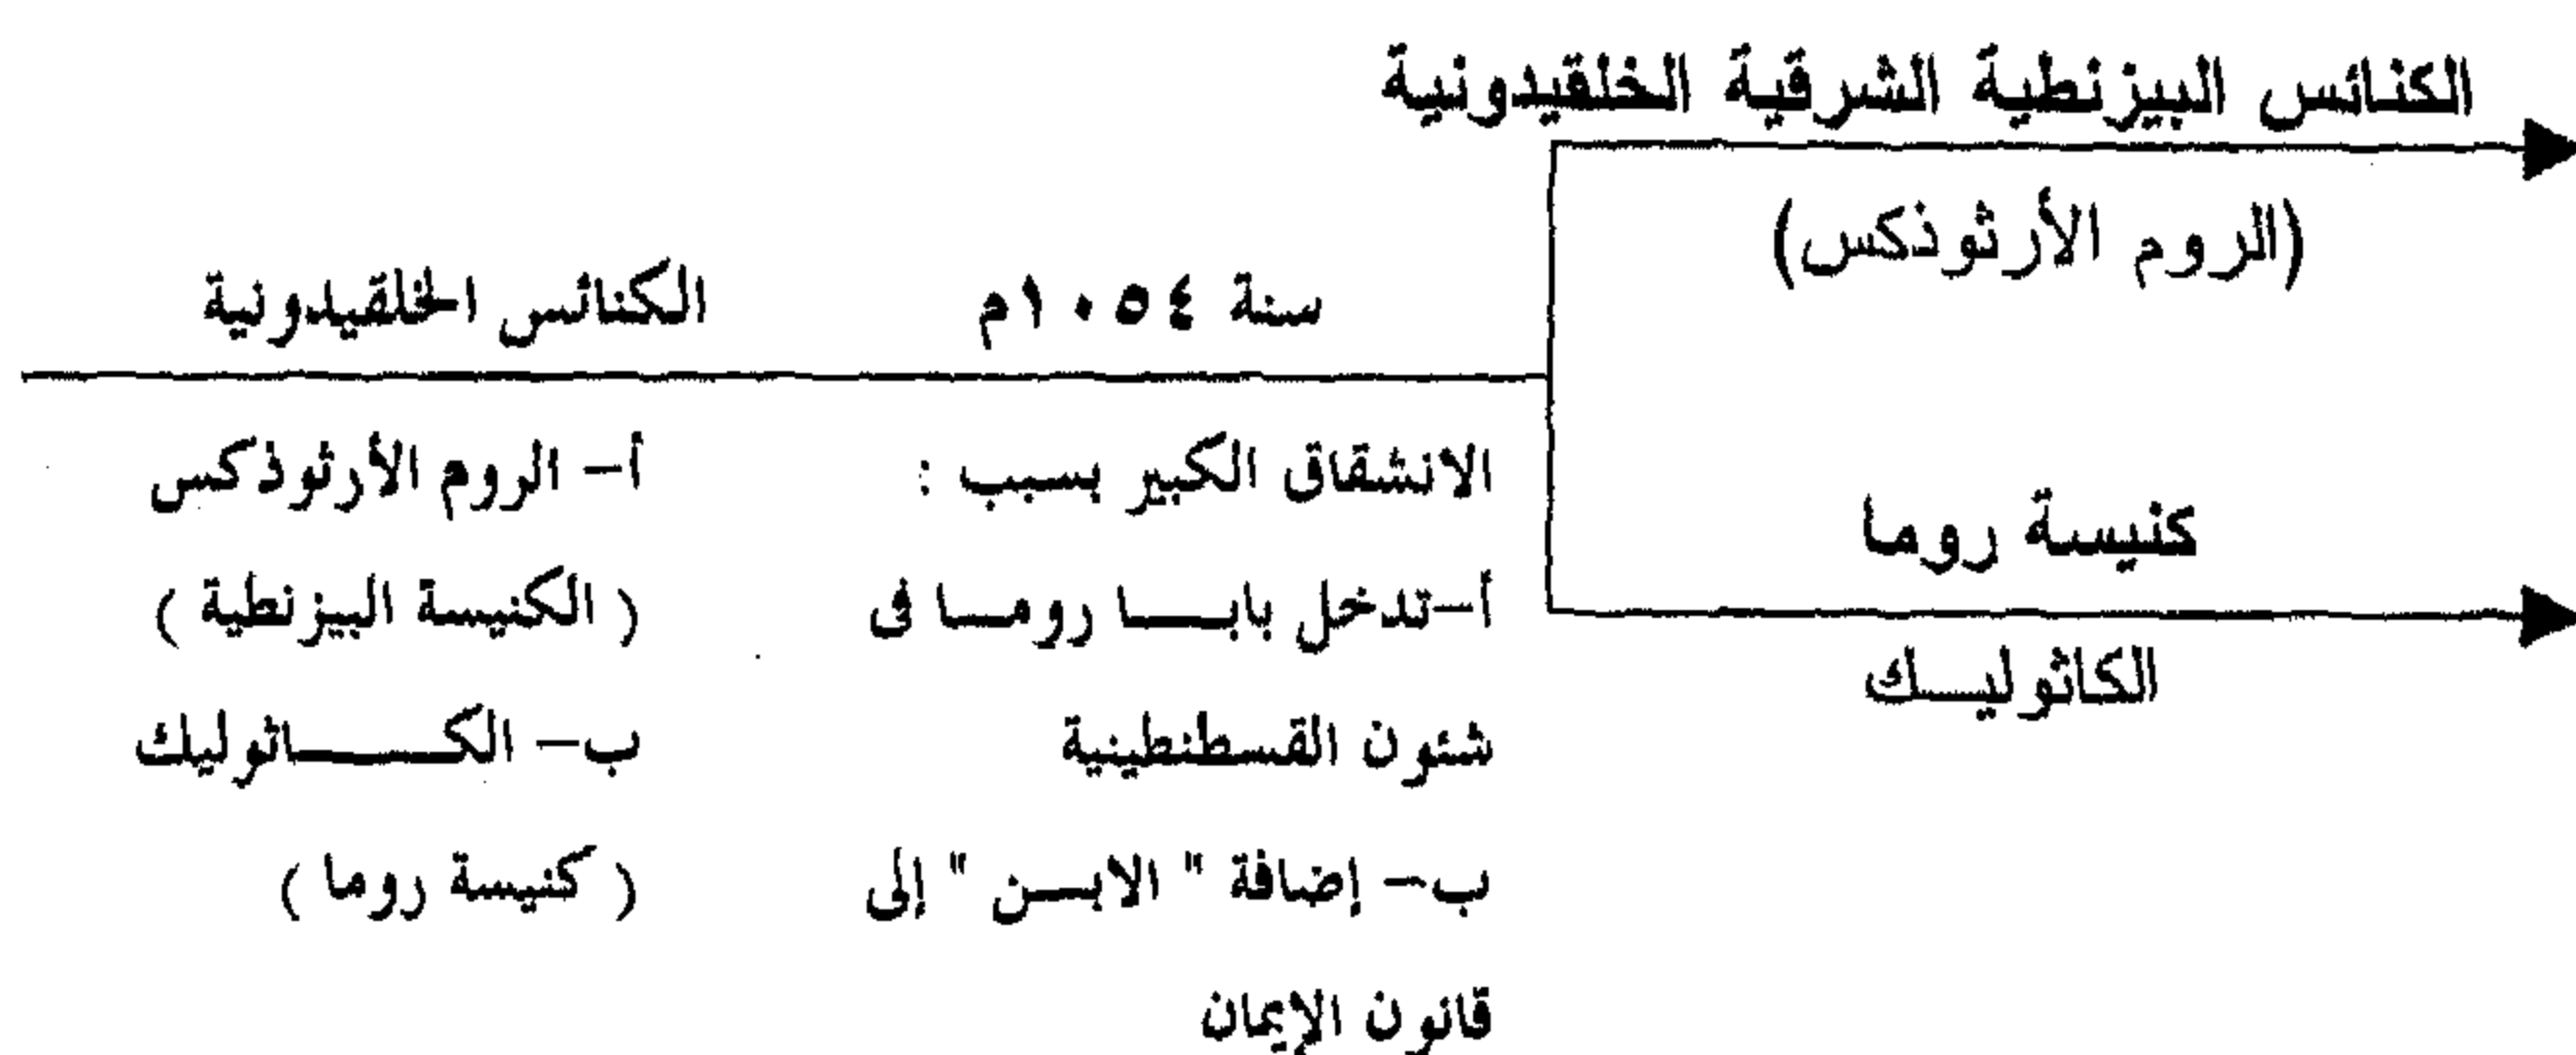 الكنائس البيزنطية الشرقية الخلقيدونية
(الروم الأرثوذكس)
كنيسة روما
الكاثوليك
سنة ١٠٥٤م
الانشقاق الكبير بسبب :
أ-تدخل بابا روما فى
شئون القسطنطينية
ب- إضافة " الابن " إلى
قانون الإيمان
الكنائس الخلقيدونية
أ- الروم الأرثوذكس
( الكنيسة البيزنطية )
ب- الكاثوليك
( كنيسة روما )